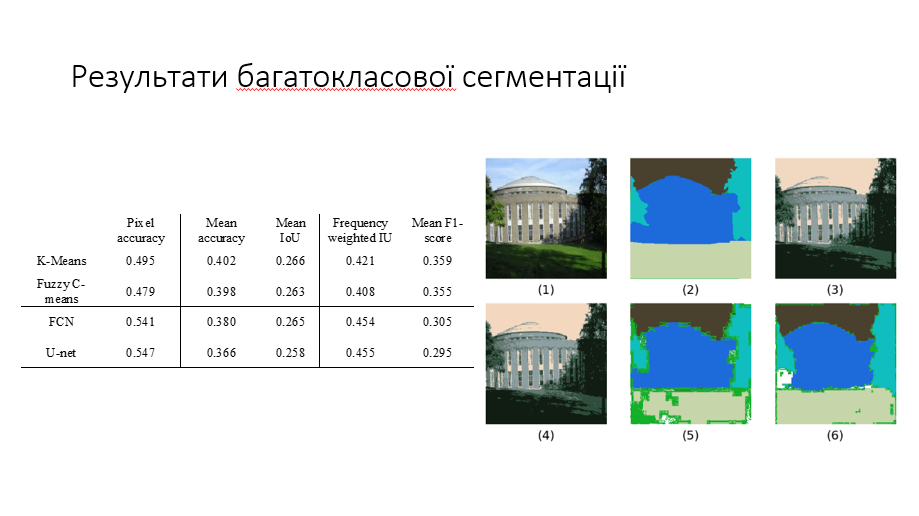 Результати багатокласової сегментації
Pixel accuracy Mean accuracy Mean IoU Frequency weighted IU Mean F1-score
K-Means 0.495 0.402 0.266 0.421 0.359
Fuzzy C-means 0.479 0.398 0.263 0.408 0.355
FCN 0.541 0.380 0.265 0.454 0.305
U-net 0.547 0.366 0.258 0.455 0.295
(1) (2) (3)
(4) (5) (6)